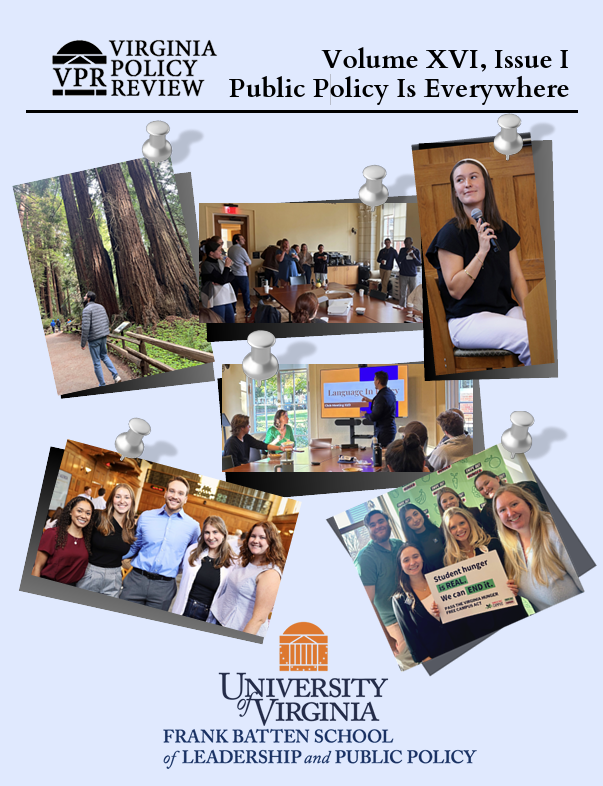 VIRGINIA
POLICY
REVIEW
VPR
Volume XVI, Issue I
Public Policy Is Everywhere
Language In
Student hunger
is REAL.
We can END it.
PASS THE VIRGINIA HUNGER
FREE CAMPUS ACT
UNIVERSITY
of VIRGINIA
FRANK BATTEN SCHOOL
of LEADERSHIP and PUBLIC POLICY